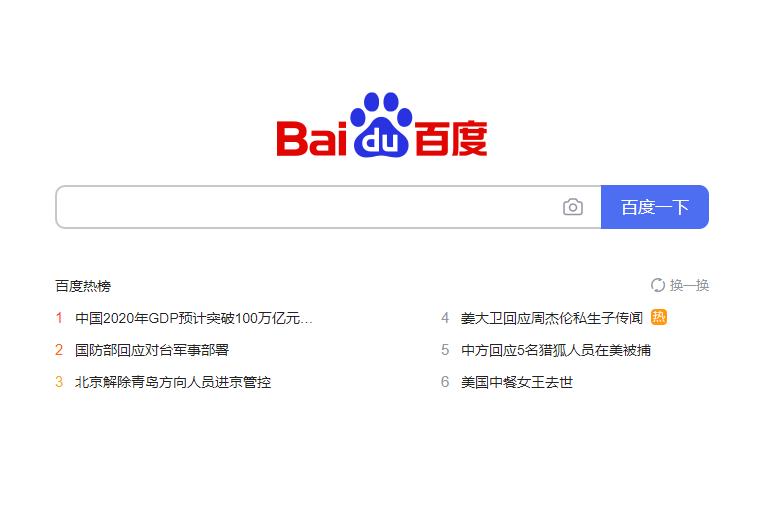 Bai du 百度
百度一下
百度热榜
换一换
1 中国2020年GDP预计突破100万亿元...
2 国防部回应对台军事部署
3 北京解除青岛方向人员进京管控
4 姜大卫回应周杰伦私生子传闻 热
5 中方回应5名猎狐人员在美被捕
6 美国中餐女王去世